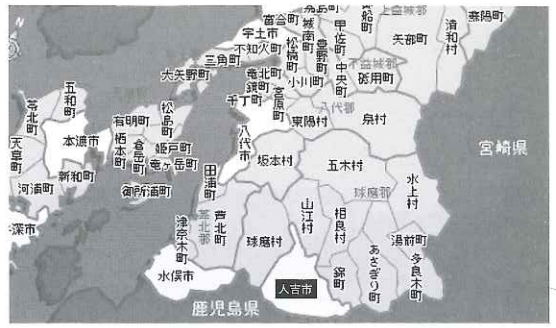 N
富合町
城南町
甲佐町
上益城郡
清和村
蘇陽町
宇土市
不知火町
松橋町
豊野町
中央町
矢部町
三角町
大矢野町
竜北町
鏡町
小川町
下益城郡
砥用町
千丁町
宮原町
八代郡
五和町
苓北町
有明町
松島町
東陽村
泉村
本渡市
栖本町
倉岳町
姫戸町
竜ヶ岳町
八代市
坂本村
五木村
宮崎県
天草町
新和町
河浦町
御所浦町
田浦町
球磨郡
水上村
津奈木町
葦北郡
芦北町
球磨村
山江村
相良村
湯前町
多良木町
あさぎり町
錦町
水俣市
人吉市
鹿児島県
深市